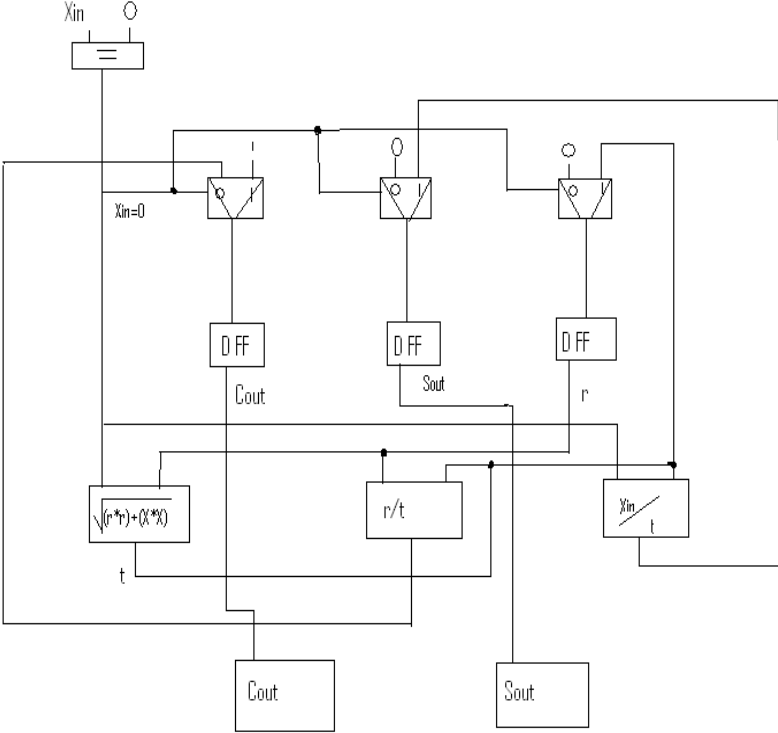 Xin 0
=
1
0
0
0 1
0 1
0 1
Xin=0
D FF
D FF
D FF
Cout
Sout
r
√(r*r)+(X*X)
r/t
Xin/t
t
Cout
Sout